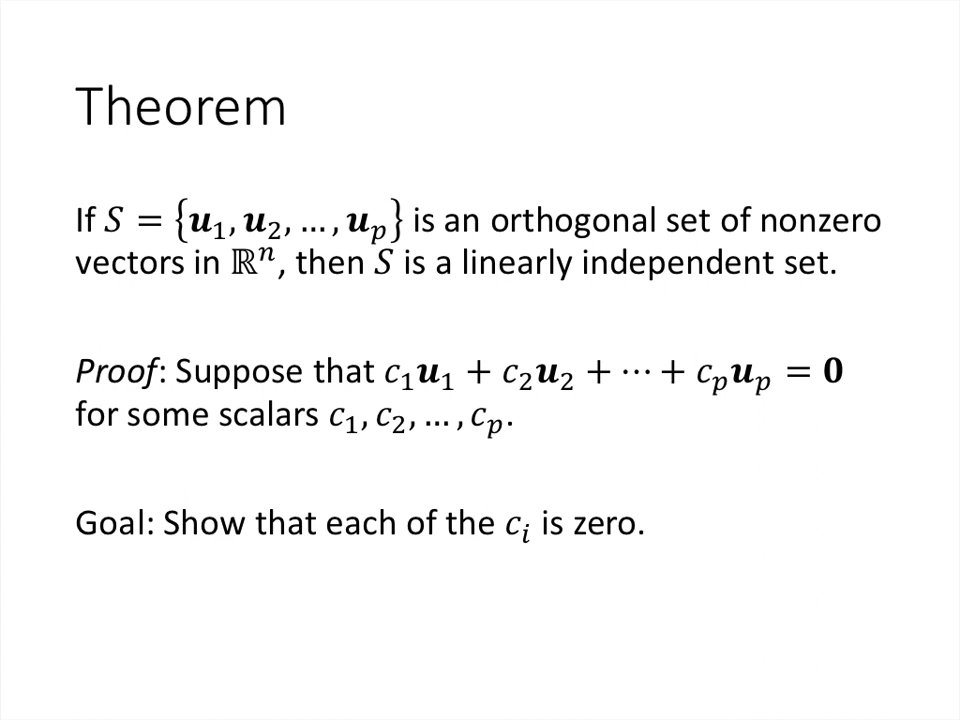 Theorem
If 𝑆 = {𝒖₁, 𝒖₂, … , 𝒖ₚ} is an orthogonal set of nonzero
vectors in ℝⁿ, then 𝑆 is a linearly independent set.
Proof: Suppose that 𝑐₁𝒖₁ + 𝑐₂𝒖₂ + ⋯ + 𝑐ₚ𝒖ₚ = 𝟎
for some scalars 𝑐₁, 𝑐₂, … , 𝑐ₚ.
Goal: Show that each of the 𝑐ᵢ is zero.